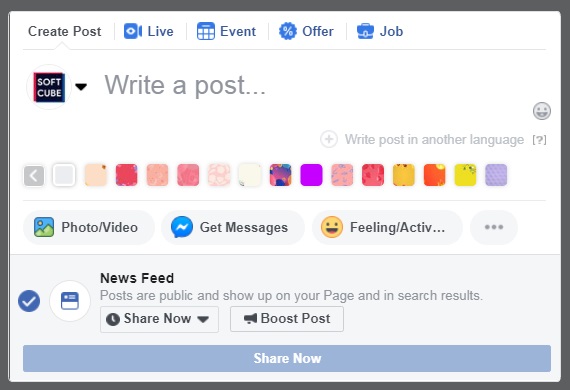 Create Post Live Event Offer Job
SOFT
CUBE
Write a post...
Write post in another language [?]
Photo/Video Get Messages Feeling/Activ...
News Feed
Posts are public and show up on your Page and in search results.
Share Now Boost Post
Share Now